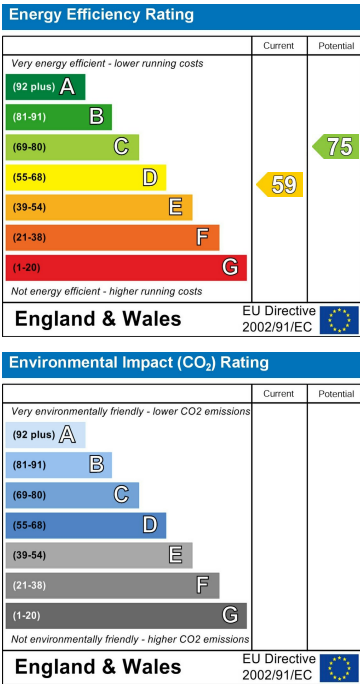 Energy Efficiency Rating
Current Potential
Very energy efficient - lower running costs
(92 plus) A
(81-91) B
(69-80) C
75
(55-68) D
59
(39-54) E
(21-38) F
(1-20) G
Not energy efficient - higher running costs
England & Wales
EU Directive
2002/91/EC
Environmental Impact (CO₂) Rating
Current Potential
Very environmentally friendly - lower CO2 emissions
(92 plus) A
(81-91) B
(69-80) C
(55-68) D
(39-54) E
(21-38) F
(1-20) G
Not environmentally friendly - higher CO2 emissions
England & Wales
EU Directive
2002/91/EC